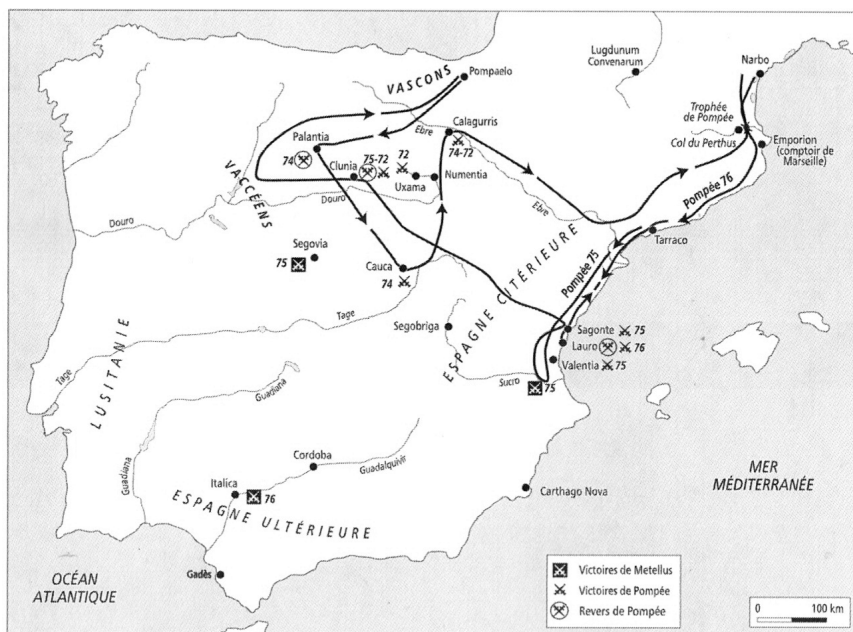 Lugdunum
Convenarum
Narbo
VASCONS
Pompaelo
Trophée
de Pompée
Col du Perthus
Emporion
(comptoir de
Marseille)
Ebre
Calagurris
74-72
Palantia
74
Clunia
75-72
72
Uxama
Numentia
VACCÉENS
Douro
Douro
Ebre
Pompée 76
Tarraco
Segovia
75
Cauca
74
Pompée 75
ESPAGNE CITÉRIEURE
Segobriga
Tage
Sagonte 75
Lauro 76
Valentia 75
Sucro
75
LUSITANIE
Tage
Guadiana
Guadiana
Cordoba
Guadalquivir
Italica
76
ESPAGNE ULTÉRIEURE
Carthago Nova
MER
MÉDITERRANÉE
Gadès
OCÉAN
ATLANTIQUE
Victoires de Metellus
Victoires de Pompée
Revers de Pompée
0 100 km